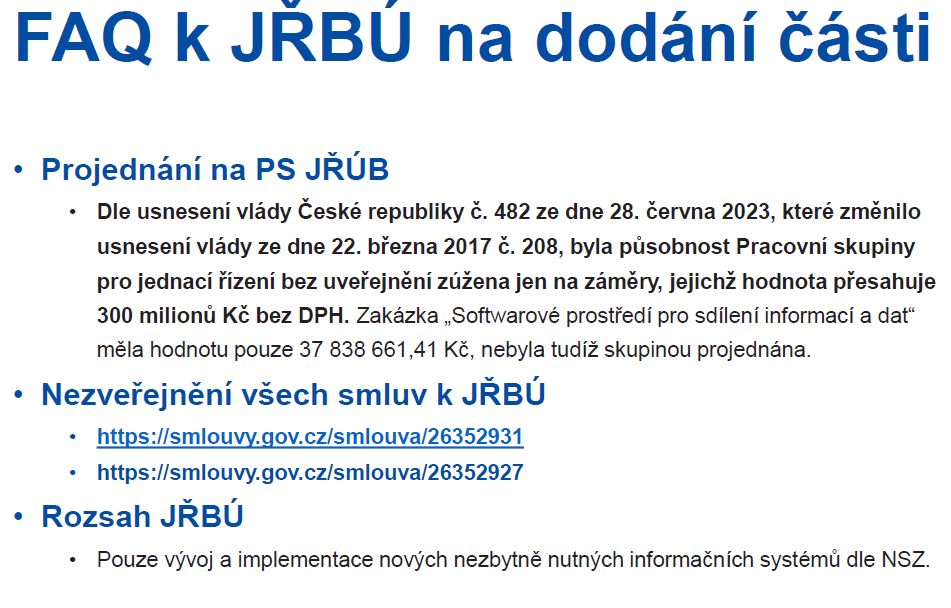 FAQ k JŘBÚ na dodání části
• Projednání na PS JŘÚB
• Dle usnesení vlády České republiky č. 482 ze dne 28. června 2023, které změnilo
usnesení vlády ze dne 22. března 2017 č. 208, byla působnost Pracovní skupiny
pro jednací řízení bez uveřejnění zúžena jen na záměry, jejichž hodnota přesahuje
300 milionů Kč bez DPH. Zakázka „Softwarové prostředí pro sdílení informací a dat“
měla hodnotu pouze 37 838 661,41 Kč, nebyla tudíž skupinou projednána.
• Nezveřejnění všech smluv k JŘBÚ
• https://smlouvy.gov.cz/smlouva/26352931
• https://smlouvy.gov.cz/smlouva/26352927
• Rozsah JŘBÚ
• Pouze vývoj a implementace nových nezbytně nutných informačních systémů dle NSZ.